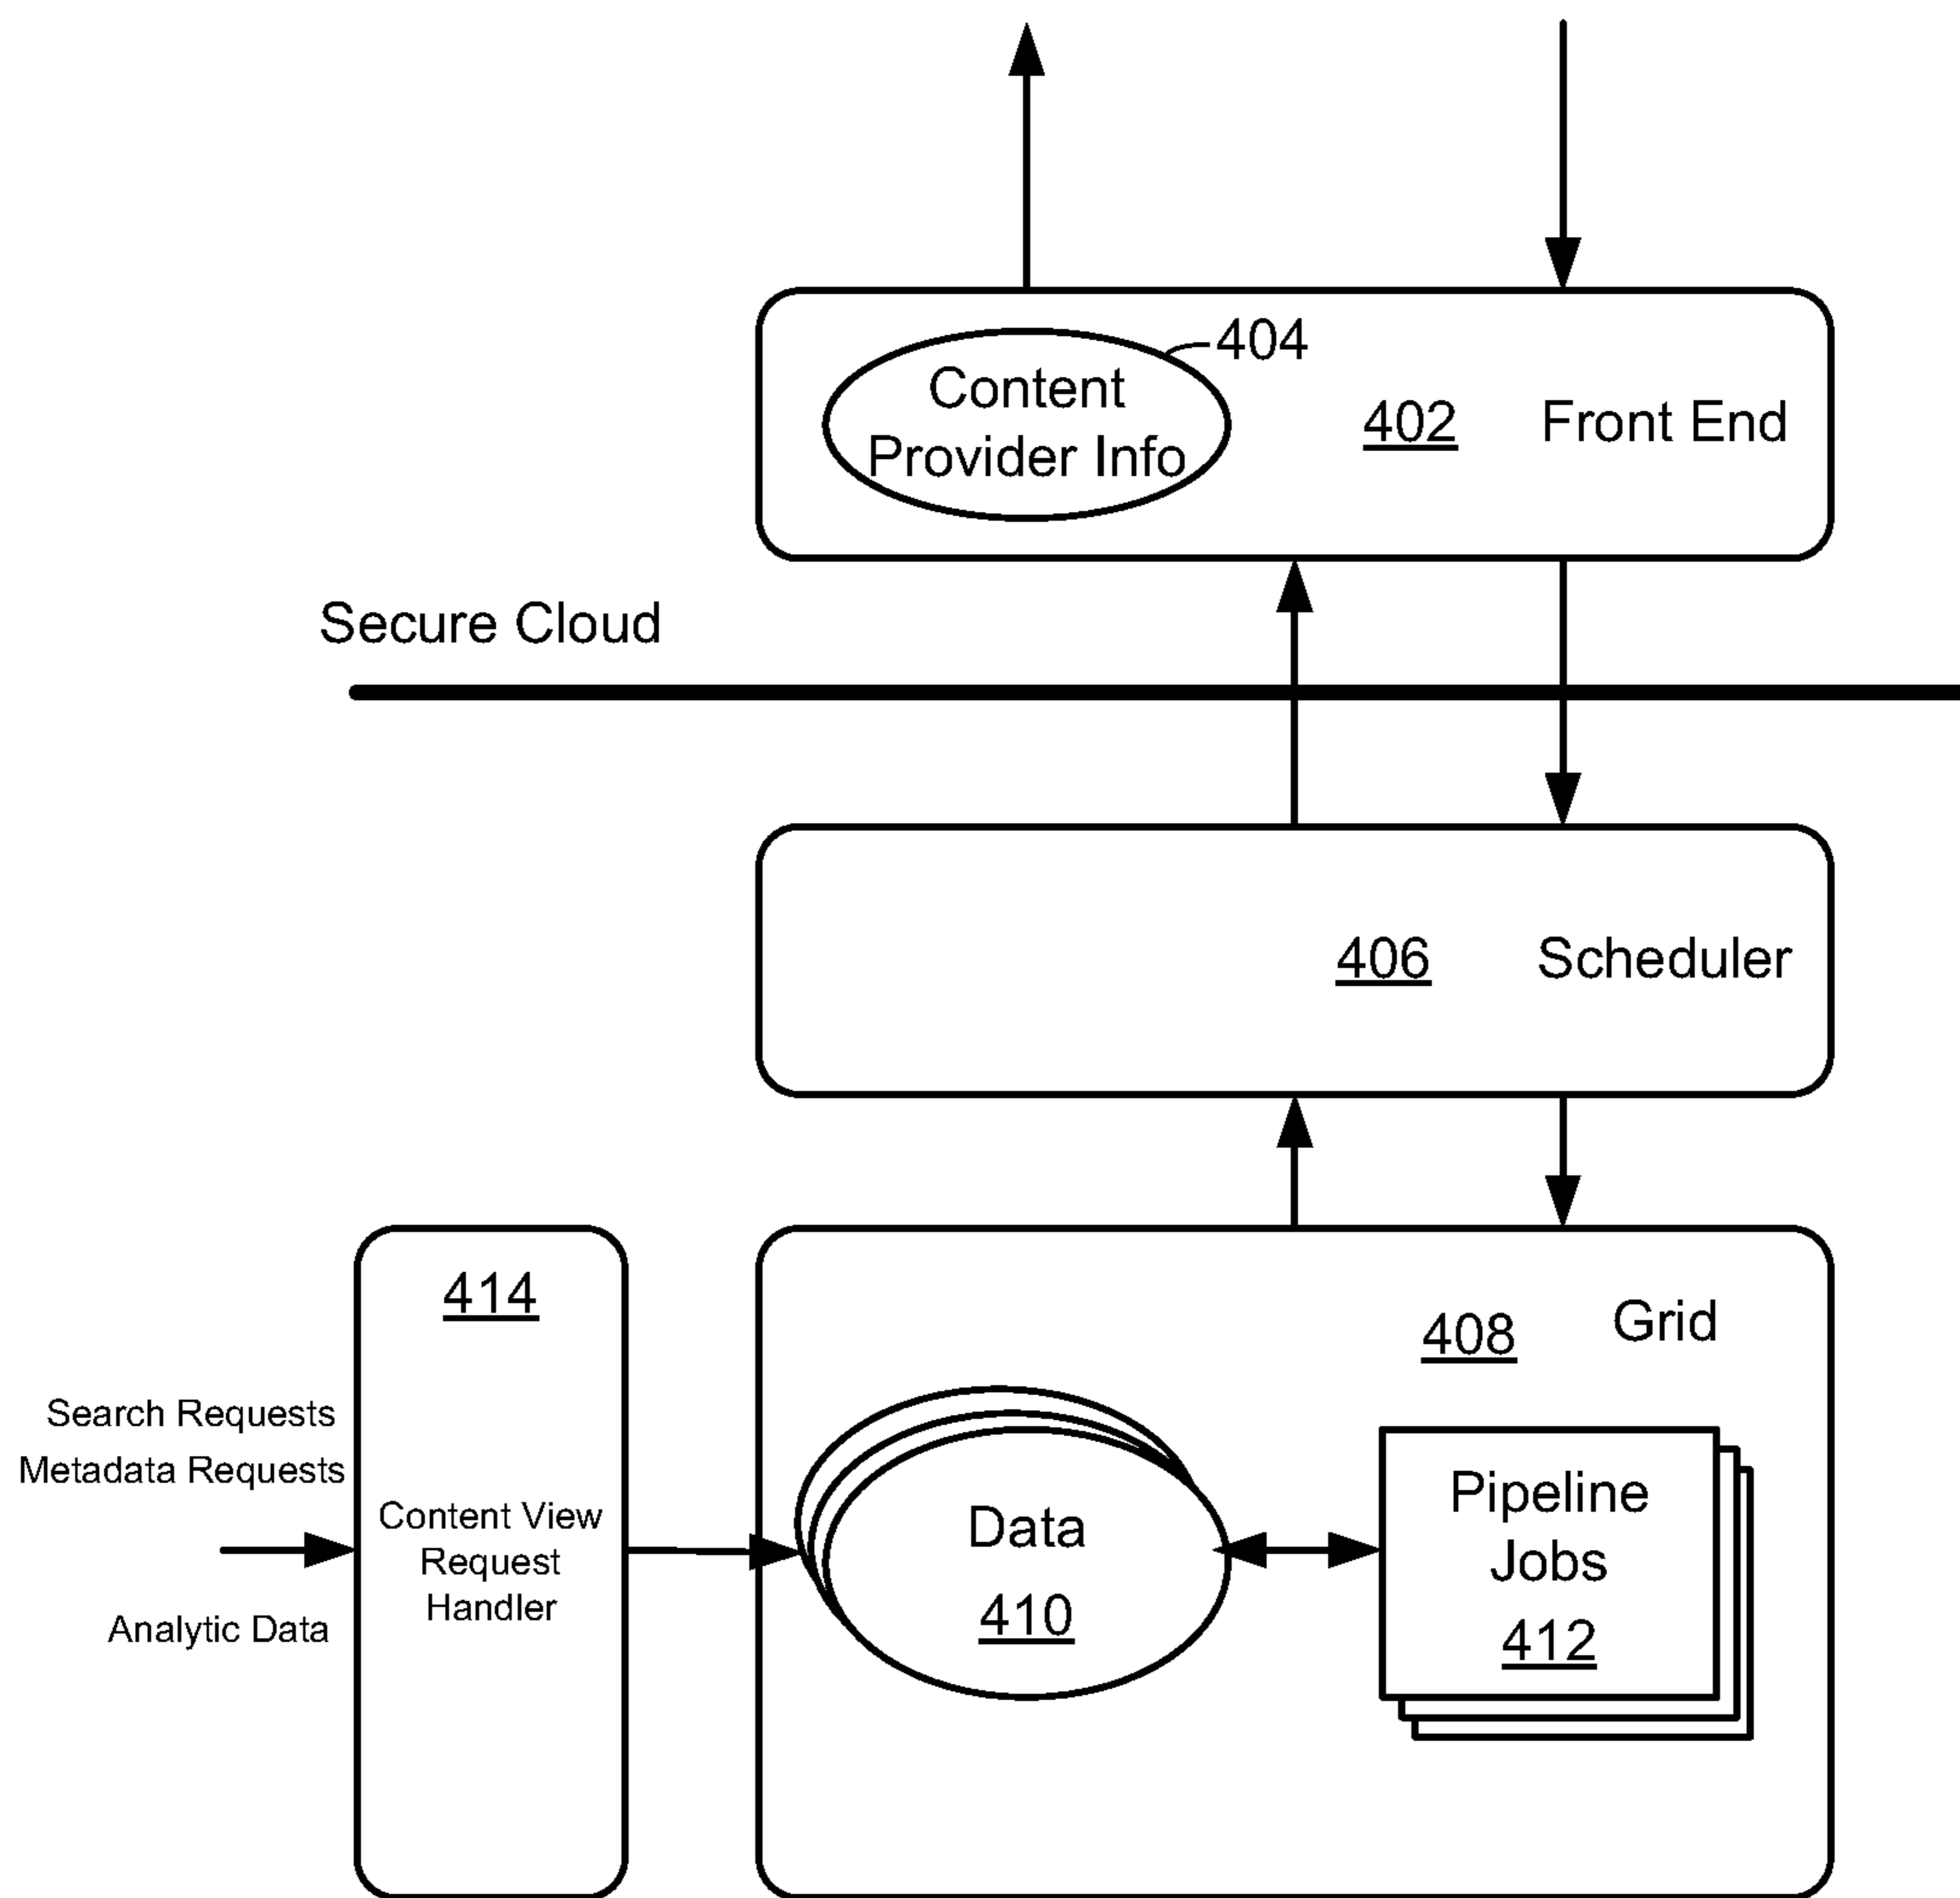 404
Content
Provider Info
402 Front End
Secure Cloud
406 Scheduler
414
408 Grid
Search Requests
Metadata Requests
Analytic Data
Content View
Request
Handler
Data
410
Pipeline
Jobs
412